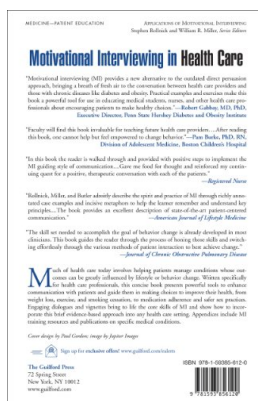 MEDICINE—PATIENT EDUCATION
APPLICATIONS OF MOTIVATIONAL INTERVIEWING
Stephen Rollnick and William R. Miller, Series Editors
Motivational Interviewing in Health Care
"Motivational interviewing (MI) provides a new alternative to the outdated direct persuasion
approach, bringing a breath of fresh air to the conversation between health care providers and
those with chronic diseases like diabetes and obesity. Practical examples and exercises make this
book a powerful tool for use in educating medical students, nurses, and other health care pro-
fessionals about encouraging patients to make healthy choices."—Robert Gabbay, MD, PhD,
Executive Director, Penn State Hershey Diabetes and Obesity Institute
"Faculty will find this book invaluable for teaching future health care providers.... After reading
this book, one cannot help but feel empowered to change behavior."—Pam Burke, PhD, RN,
Division of Adolescent Medicine, Boston Children's Hospital
"In this book the reader is walked through and provided with positive steps to implement the
MI guiding style of communication....Gave me food for thought and reinforced my contin-
uing quest for a positive, therapeutic conversation with each of the patients."
—Registered Nurse
"Rollnick, Miller, and Butler admirably describe the spirit and practice of MI through richly anno-
tated case examples and incisive metaphors to help the learner remember and understand key
principles....The book provides an excellent description of state-of-the-art patient-centered
communication."
—American Journal of Lifestyle Medicine
"The skill set needed to accomplish the goal of behavior change is already developed in most
clinicians. This book guides the reader through the process of honing those skills and switch-
ing effortlessly through the various methods of patient instruction to best achieve change."
—Journal of Chronic Obstructive Pulmonary Disease
Much of health care today involves helping patients manage conditions whose out-
comes can be greatly influenced by lifestyle or behavior change. Written specifically
for health care professionals, this concise book presents powerful tools to enhance
communication with patients and guide them in making choices to improve their health, from
weight loss, exercise, and smoking cessation, to medication adherence and safer sex practices.
Engaging dialogues and vignettes bring to life the core skills of MI and show how to incor-
porate this brief evidence-based approach into any health care setting. Appendices include MI
training resources and publications on specific medical conditions.
Cover design by Paul Gordon; image by Jupiter Images
Sign up for exclusive offers! www.guilford.com/ealerts
The Guilford Press
72 Spring Street
New York, NY 10012
www.guilford.com